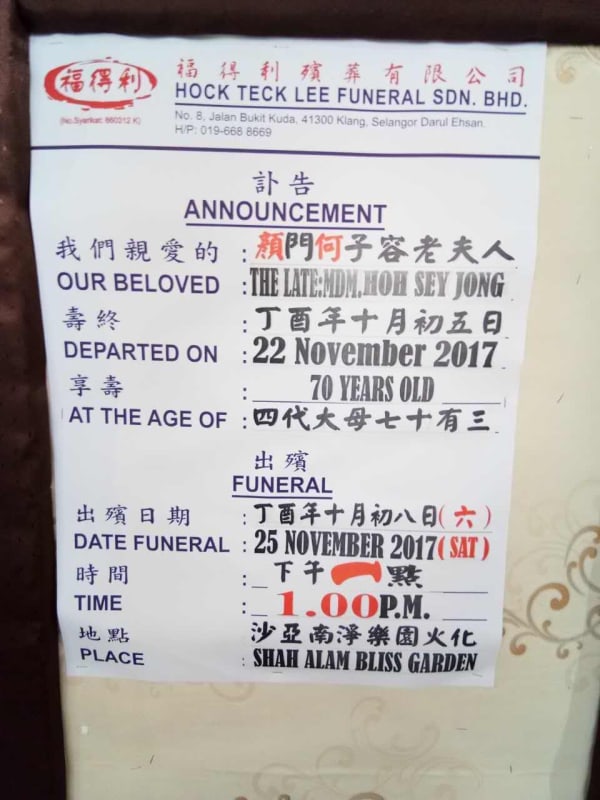 福得利
(No.Syarikat: 860312 K)
福得利殯葬有限公司
HOCK TECK LEE FUNERAL SDN. BHD.
No. 8, Jalan Bukit Kuda, 41300 Klang, Selangor Darul Ehsan.
H/P: 019-668 8669
訃告
ANNOUNCEMENT
我們親愛的 : 顏門何子容老夫人
OUR BELOVED : THE LATE:MDM.HOH SEY JONG
壽終 : 丁酉年十月初五日
DEPARTED ON : 22 November 2017
享壽 : 70 YEARS OLD
AT THE AGE OF : 四代大母七十有三
出殯
FUNERAL
出殯日期 : 丁酉年十月初八日(六)
DATE FUNERAL : 25 NOVEMBER 2017(SAT)
時間 : 下午一點
TIME : 1.00P.M.
地點 沙亞南淨樂園火化
PLACE : SHAH ALAM BLISS GARDEN